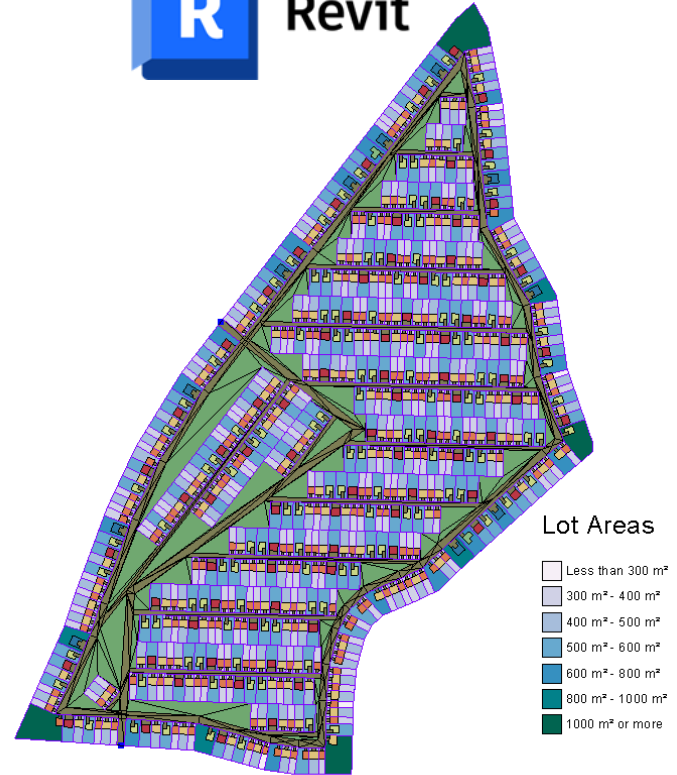 R Revit
Lot Areas
Less than 300 m²
300 m² - 400 m²
400 m² - 500 m²
500 m² - 600 m²
600 m² - 800 m²
800 m² - 1000 m²
1000 m² or more